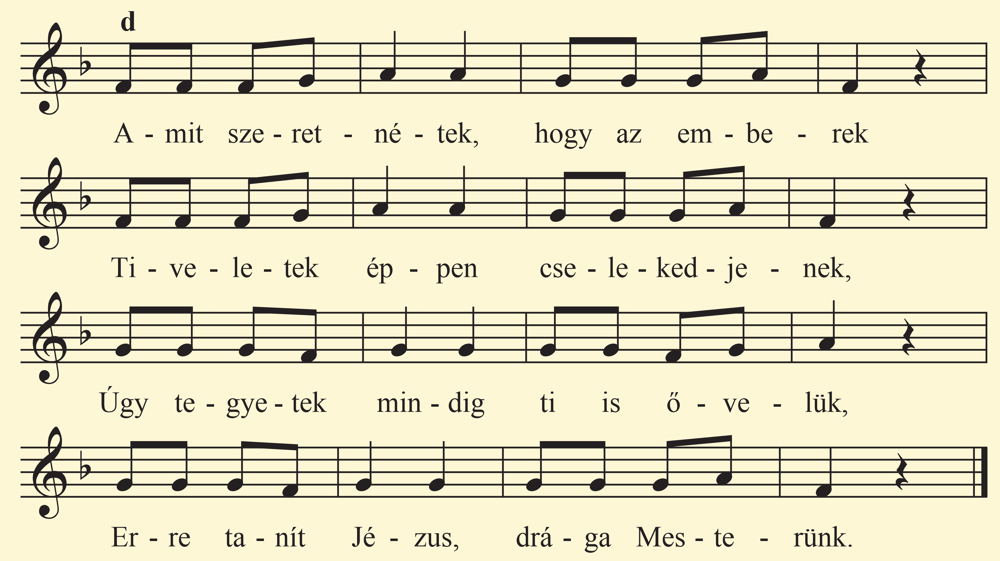 d
A - mit sze - ret - né - tek, hogy az em - be - rek
Ti - ve - le - tek ép - pen cse - le - ked - je - nek,
Úgy te - gye - tek min - dig ti is ő - ve - lük,
Er - re ta - nít Jé - zus, drá - ga Mes - te - rünk.